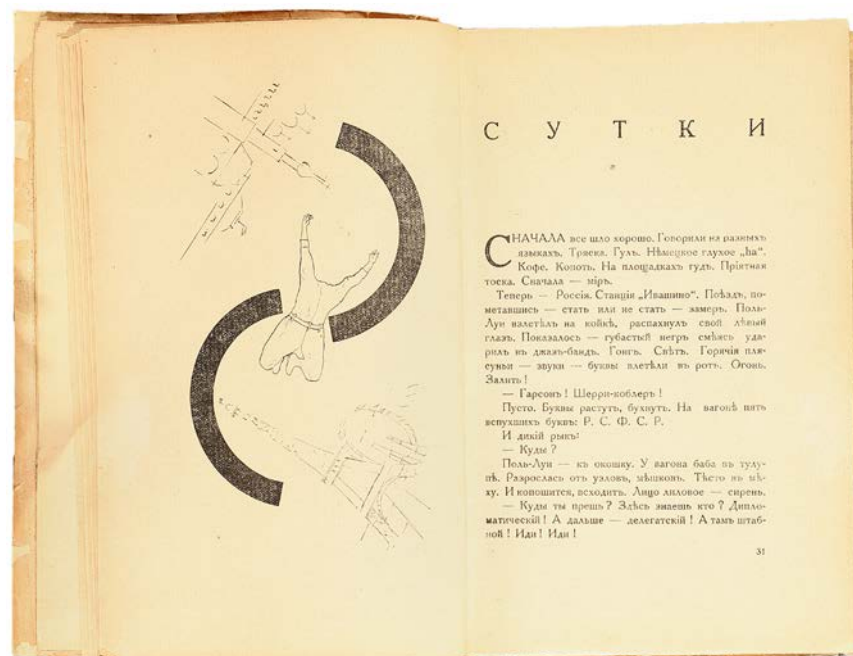 СУТКИ
СНАЧАЛА все шло хорошо. Говорили на разныхъ
языкахъ. Тряска. Гулъ. Нѣмецкое глухое „ha“.
Кофе. Копоть. На площадкахъ гудъ. Пріятная
тоска. Сначала — міръ.
Теперь — Россія. Станція „Ивашино“. Поѣздъ, по-
метавшись — стать или не стать — замеръ. Поль-
Луи взлетѣлъ на койкѣ, распахнулъ свой лѣвый
глазъ. Показалось — губастый негръ смѣясь уда-
рилъ въ джазъ-бандъ. Гонгъ. Свѣтъ. Горячія пля-
суньи — звуки — буквы влетѣли въ ротъ. Огонь.
Залить!
— Гарсонъ! Шерри-коблеръ!
Пусто. Буквы растутъ, бухнутъ. На вагонѣ пять
вспухшихъ буквъ: Р. С. Ф. С. Р.
И дикій рыкъ:
— Куды?
Поль-Луи — къ окошку. У вагона баба въ тулу-
пѣ. Разрослась отъ узловъ, мѣшковъ. Тѣсто въ мѣ-
ху. И копошится, всходитъ. Лицо лиловое — сирень.
— Куды ты прешь? Здѣсь знаешь кто? Дипло-
матическій! А дальше — делегатскій! А тамъ штаб-
ной! Иди! Иди!
31